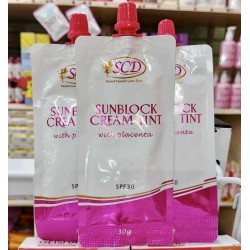 SCD
SUNBLOCK
CREAM TINT
with placenta
SPF30
30g